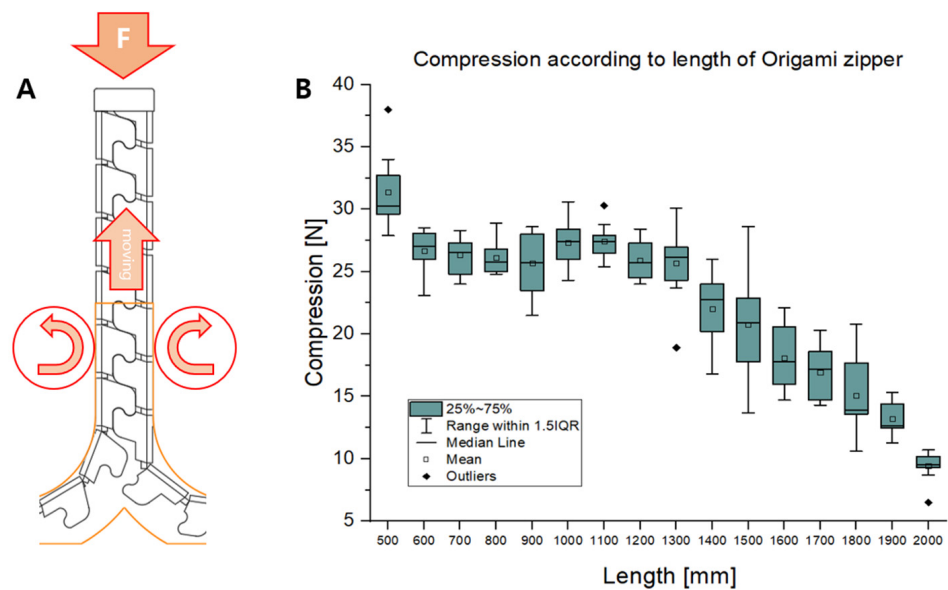 F
A
moving
B
Compression according to length of Origami zipper
Compression [N]
40
35
30
25
20
15
10
5
25%~75%
Range within 1.5IQR
Median Line
Mean
Outliers
500 600 700 800 900 1000 1100 1200 1300 1400 1500 1600 1700 1800 1900 2000
Length [mm]